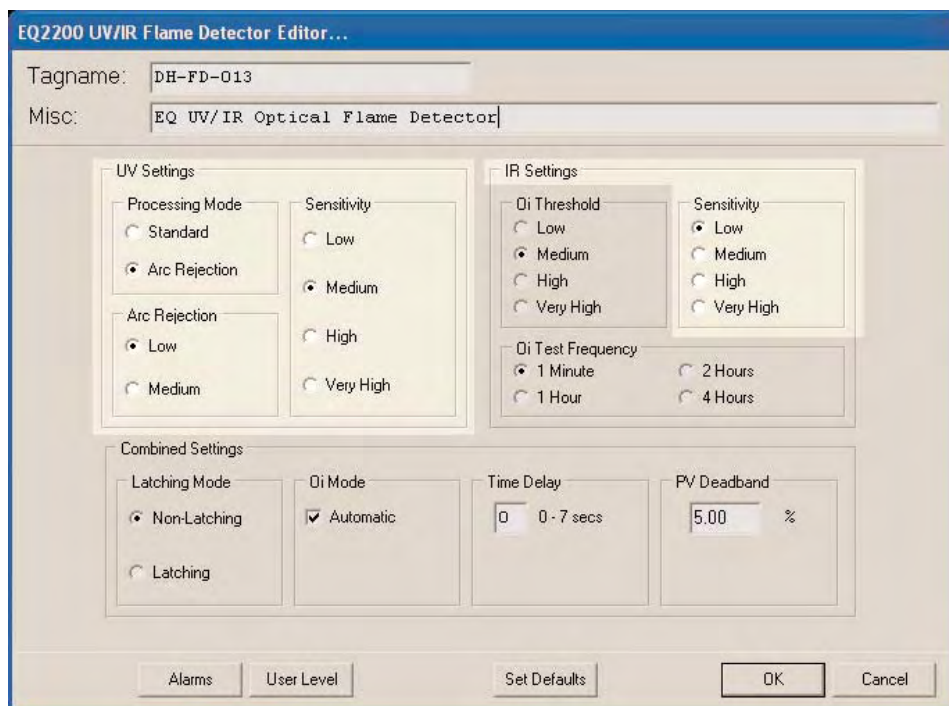 EQ2200 UV/IR Flame Detector Editor...
Tagname: DH-FD-013
Misc: EQ UV/IR Optical Flame Detector
UV Settings
Processing Mode
Standard
Arc Rejection
Arc Rejection
Low
Medium
Sensitivity
Low
Medium
High
Very High
IR Settings
Oi Threshold
Low
Medium
High
Very High
Sensitivity
Low
Medium
High
Very High
Oi Test Frequency
1 Minute
2 Hours
1 Hour
4 Hours
Combined Settings
Latching Mode
Non-Latching
Latching
Oi Mode
Automatic
Time Delay
0 0 - 7 secs
PV Deadband
5.00 %
Alarms
User Level
Set Defaults
OK
Cancel